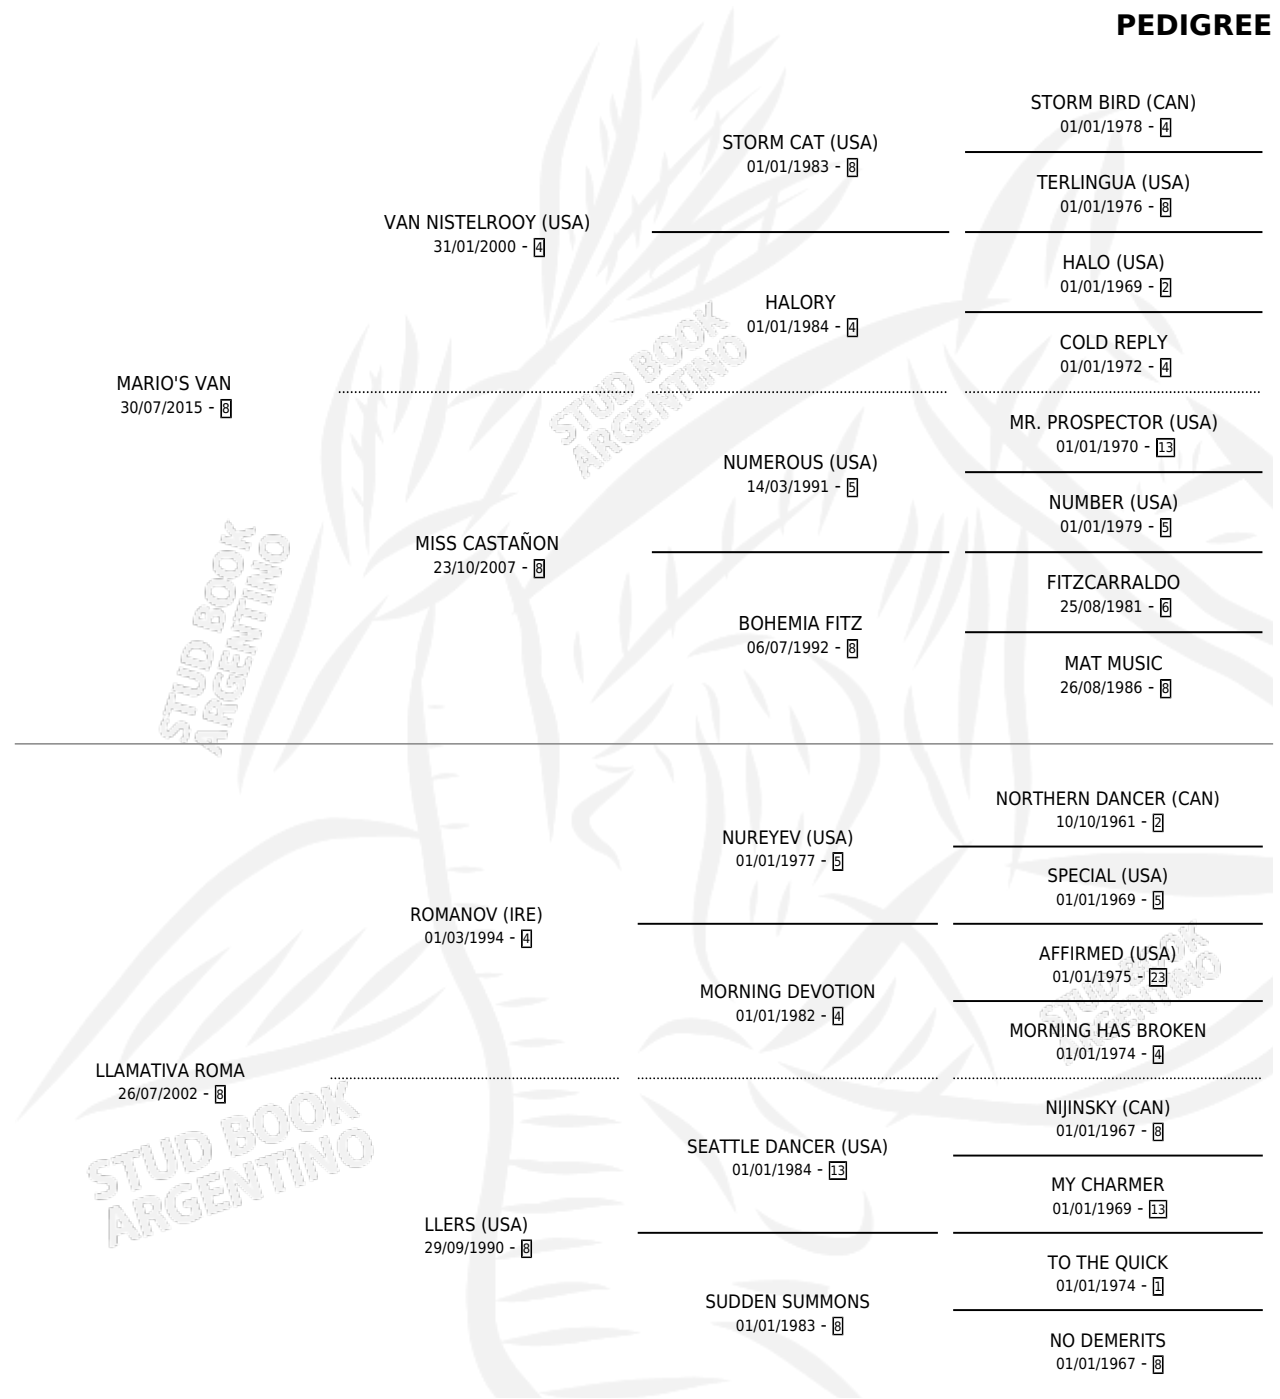 PEDIGREE
STORM BIRD (CAN)
01/01/1978 - 4
STORM CAT (USA)
01/01/1983 - 8
TERLINGUA (USA)
01/01/1976 - 8
VAN NISTELROOY (USA)
31/01/2000 - 4
HALO (USA)
01/01/1969 - 2
HALORY
01/01/1984 - 4
COLD REPLY
01/01/1972 - 4
MARIO'S VAN
30/07/2015 - 8
MR. PROSPECTOR (USA)
01/01/1970 - 13
NUMEROUS (USA)
14/03/1991 - 5
NUMBER (USA)
01/01/1979 - 5
MISS CASTAÑON
23/10/2007 - 8
FITZCARRALDO
25/08/1981 - 6
BOHEMIA FITZ
06/07/1992 - 8
MAT MUSIC
26/08/1986 - 8
NORTHERN DANCER (CAN)
10/10/1961 - 2
NUREYEV (USA)
01/01/1977 - 5
SPECIAL (USA)
01/01/1969 - 5
ROMANOV (IRE)
01/03/1994 - 4
AFFIRMED (USA)
01/01/1975 - 23
MORNING DEVOTION
01/01/1982 - 4
MORNING HAS BROKEN
01/01/1974 - 4
LLAMATIVA ROMA
26/07/2002 - 8
NIJINSKY (CAN)
01/01/1967 - 8
SEATTLE DANCER (USA)
01/01/1984 - 13
MY CHARMER
01/01/1969 - 13
LLERS (USA)
29/09/1990 - 8
TO THE QUICK
01/01/1974 - 1
SUDDEN SUMMONS
01/01/1983 - 8
NO DEMERITS
01/01/1967 - 8
STUD BOOK
ARGENTINO
STUD BOOK
ARGENTINO
STUD BOOK
ARGENTINO
STUD BOOK
ARGENTINO